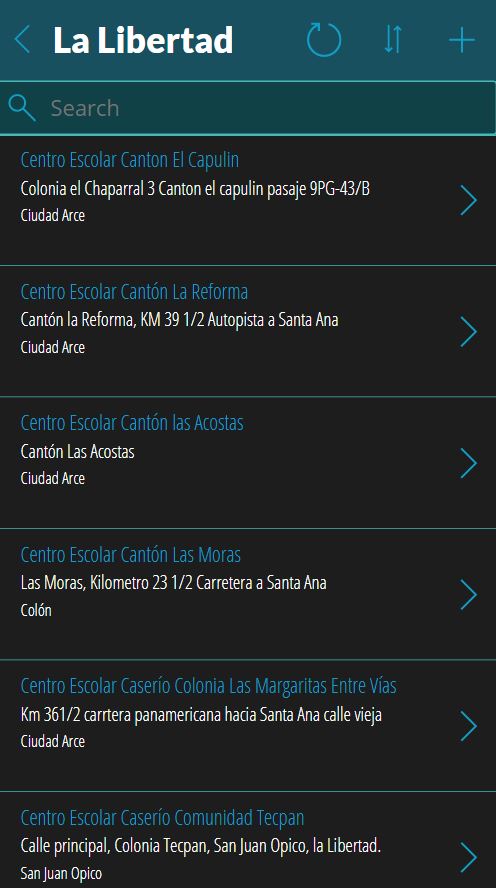 La Libertad
Search
Centro Escolar Canton El Capulin
Colonia el Chaparral 3 Canton el capulin pasaje 9PG-43/B
Ciudad Arce
Centro Escolar Cantón La Reforma
Cantón la Reforma, KM 39 1/2 Autopista a Santa Ana
Ciudad Arce
Centro Escolar Cantón las Acostas
Cantón Las Acostas
Ciudad Arce
Centro Escolar Cantón Las Moras
Las Moras, Kilometro 23 1/2 Carretera a Santa Ana
Colón
Centro Escolar Caserío Colonia Las Margaritas Entre Vías
Km 361/2 carrtera panamericana hacia Santa Ana calle vieja
Ciudad Arce
Centro Escolar Caserío Comunidad Tecpan
Calle principal, Colonia Tecpan, San Juan Opico, la Libertad.
San Juan Opico